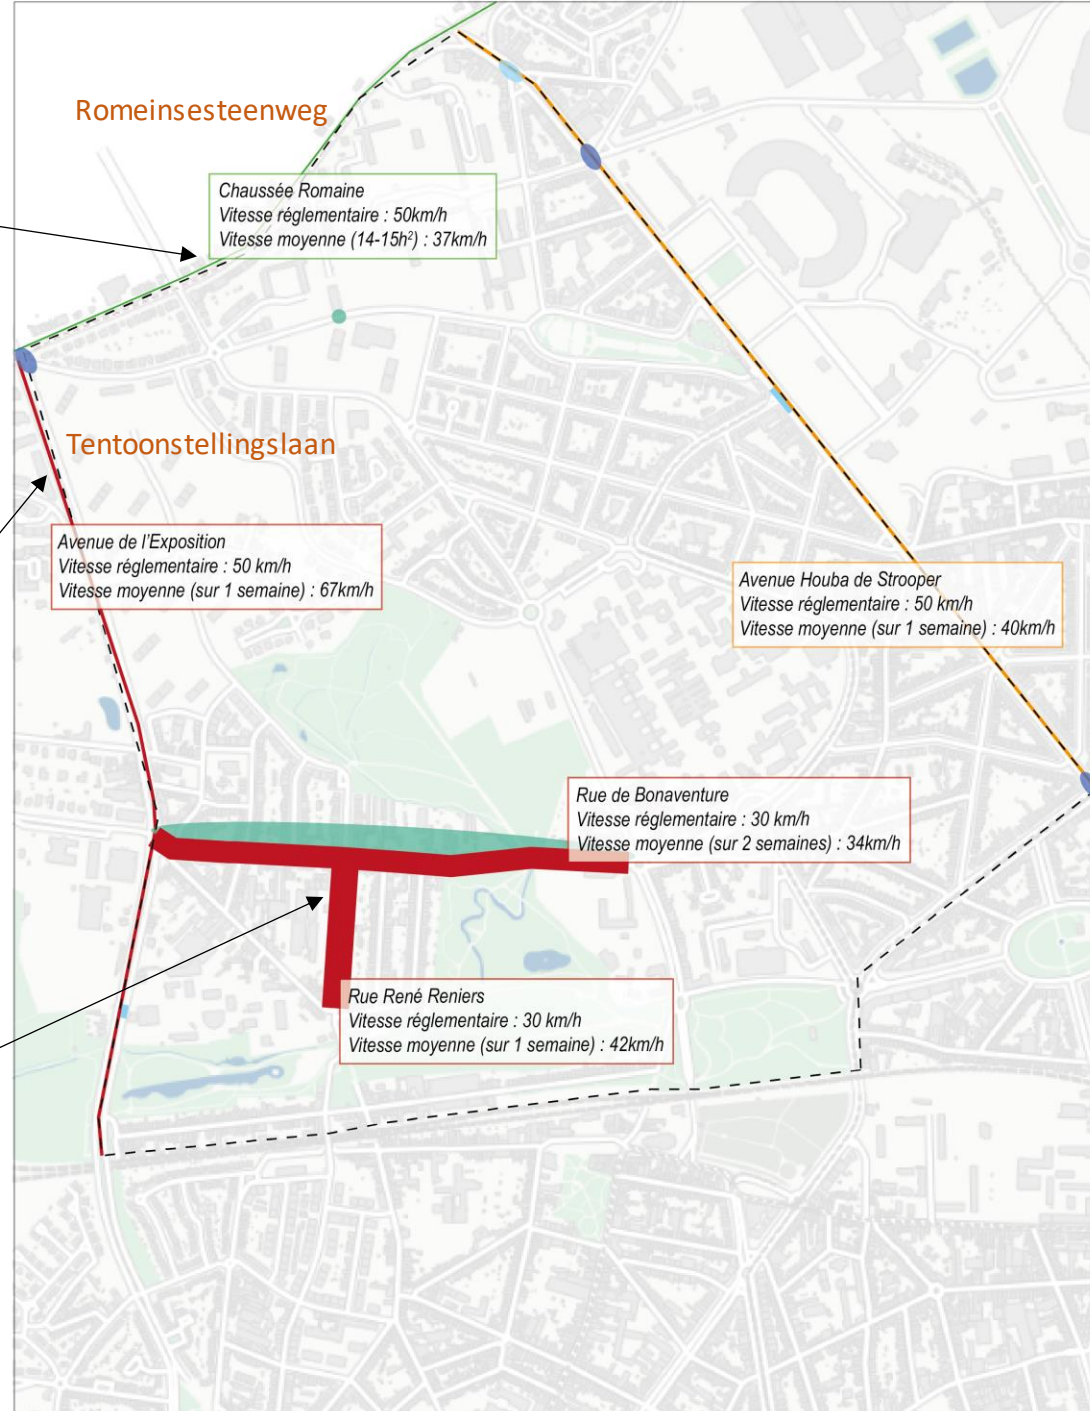 Romeinsesteenweg
Chaussée Romaine
Vitesse réglementaire : 50km/h
Vitesse moyenne (14-15h²) : 37km/h
Tentoonstellingslaan
Avenue de l'Exposition
Vitesse réglementaire : 50 km/h
Vitesse moyenne (sur 1 semaine) : 67km/h
Avenue Houba de Strooper
Vitesse réglementaire : 50 km/h
Vitesse moyenne (sur 1 semaine) : 40km/h
Rue de Bonaventure
Vitesse réglementaire : 30 km/h
Vitesse moyenne (sur 2 semaines) : 34km/h
Rue René Reniers
Vitesse réglementaire : 30 km/h
Vitesse moyenne (sur 1 semaine) : 42km/h